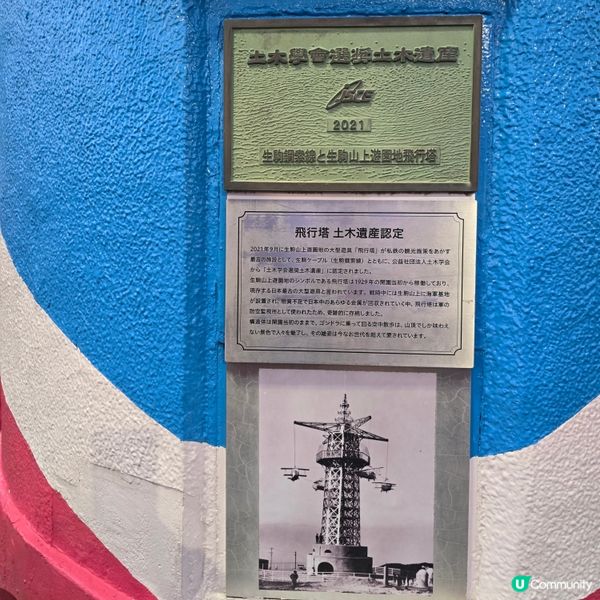 土木學會選奨土木遺産
JSCE
2021
生駒鋼索線と生駒山上遊園地飛行塔
飛行塔 土木遺産認定
2021年9月に生駒山上遊園地の大型遊具「飛行塔」が私鉄の観光施策をあかす
最古の施設として、生駒ケーブル（生駒鋼索線）とともに、公益社団法人土木学会
から「土木学会選奨土木遺産」に認定されました。
生駒山上遊園地のシンボルである飛行塔は1929年の開園当初から稼働しており、
現存する日本最古の大型遊具と言われています。戦時中には生駒山上に海軍基地
が設置され、物資不足で日本中のあらゆる金属が回収されていく中、飛行塔は軍の
防空監視所として使われたため、奇跡的に存続しました。
構造体は開園当初のままで、ゴンドラに乗って回る空中散歩は、山頂でしか味わえ
ない景色で人々を魅了し、その雄姿は今なお世代を超えて愛されています。
U Community